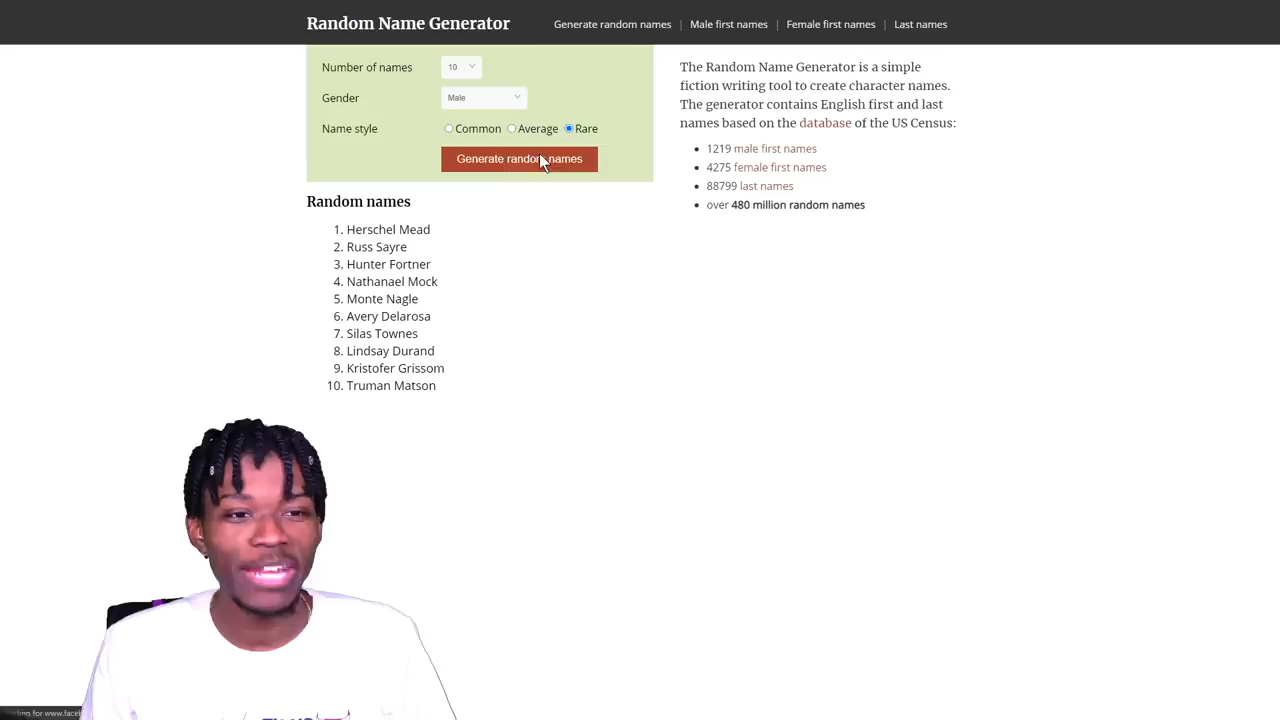 Random Name Generator
Generate random names | Male first names | Female first names | Last names
Number of names 10
Gender Male
Name style Common Average Rare
Generate random names
Random names
1. Herschel Mead
2. Russ Sayre
3. Hunter Fortner
4. Nathanael Mock
5. Monte Nagle
6. Avery Delarosa
7. Silas Townes
8. Lindsay Durand
9. Kristofer Grissom
10. Truman Matson
The Random Name Generator is a simple
fiction writing tool to create character names.
The generator contains English first and last
names based on the database of the US Census:
• 1219 male first names
• 4275 female first names
• 88799 last names
• over 480 million random names